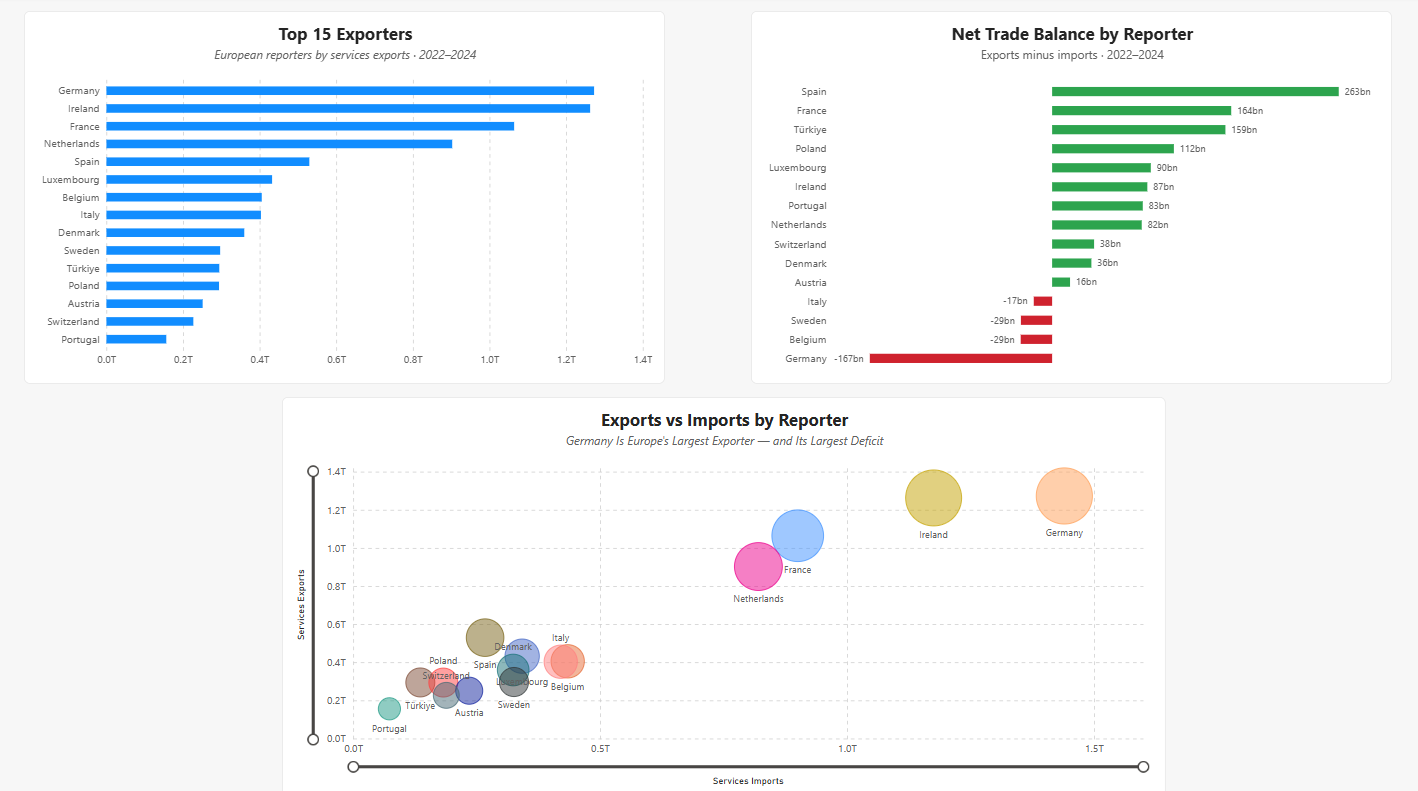 Top 15 Exporters
European reporters by services exports · 2022–2024
Germany
Ireland
France
Netherlands
Spain
Luxembourg
Belgium
Italy
Denmark
Sweden
Türkiye
Poland
Austria
Switzerland
Portugal
0.0T 0.2T 0.4T 0.6T 0.8T 1.0T 1.2T 1.4T
Net Trade Balance by Reporter
Exports minus imports · 2022–2024
Spain 263bn
France 164bn
Türkiye 159bn
Poland 112bn
Luxembourg 90bn
Ireland 87bn
Portugal 83bn
Netherlands 82bn
Switzerland 38bn
Denmark 36bn
Austria 16bn
Italy -17bn
Sweden -29bn
Belgium -29bn
Germany -167bn
Exports vs Imports by Reporter
Germany Is Europe's Largest Exporter — and Its Largest Deficit
Services Exports
1.4T
1.2T
1.0T
0.8T
0.6T
0.4T
0.2T
0.0T
Ireland
Germany
France
Netherlands
Italy
Denmark
Poland
Spain
Switzerland
Luxembourg
Belgium
Türkiye
Sweden
Austria
Portugal
0.0T 0.5T 1.0T 1.5T
Services Imports